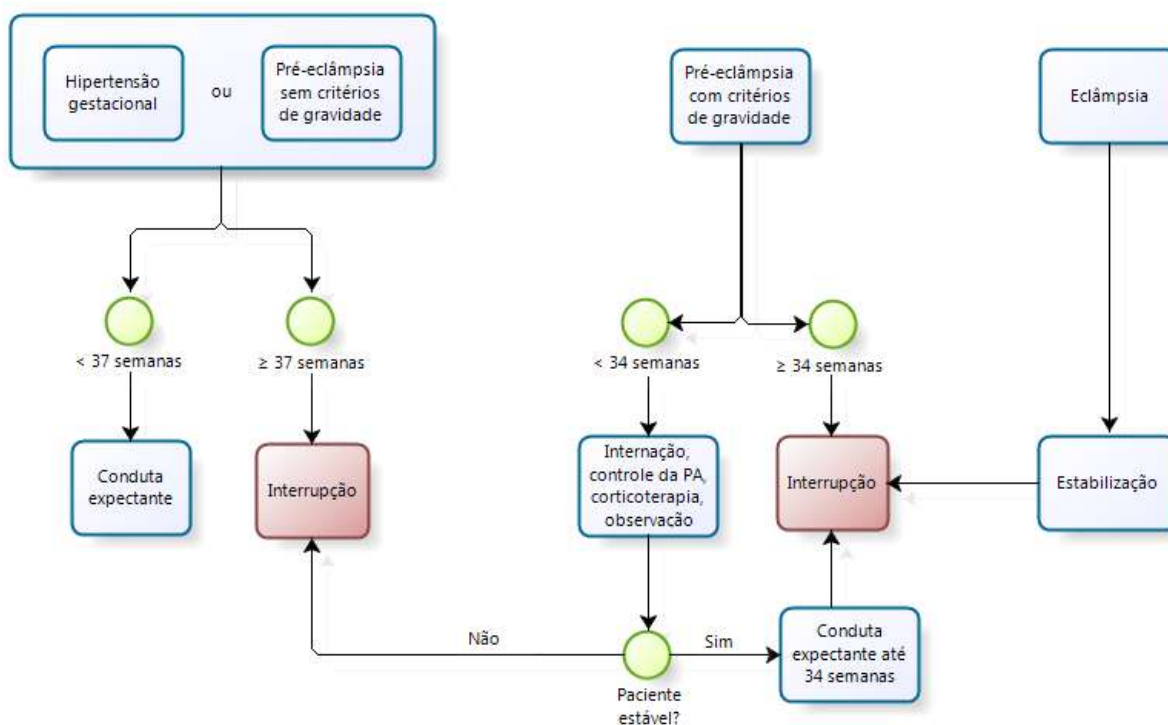 Hipertensão
gestacional
ou
Pré-eclâmpsia
sem critérios
de gravidade
Pré-eclâmpsia
com critérios
de gravidade
Eclâmpsia
< 37 semanas
≥ 37 semanas
< 34 semanas
≥ 34 semanas
Conduta
expectante
Interrupção
Internação,
controle da PA,
corticoterapia,
observação
Interrupção
Estabilização
Não
Sim
Paciente
estável?
Conduta
expectante até
34 semanas